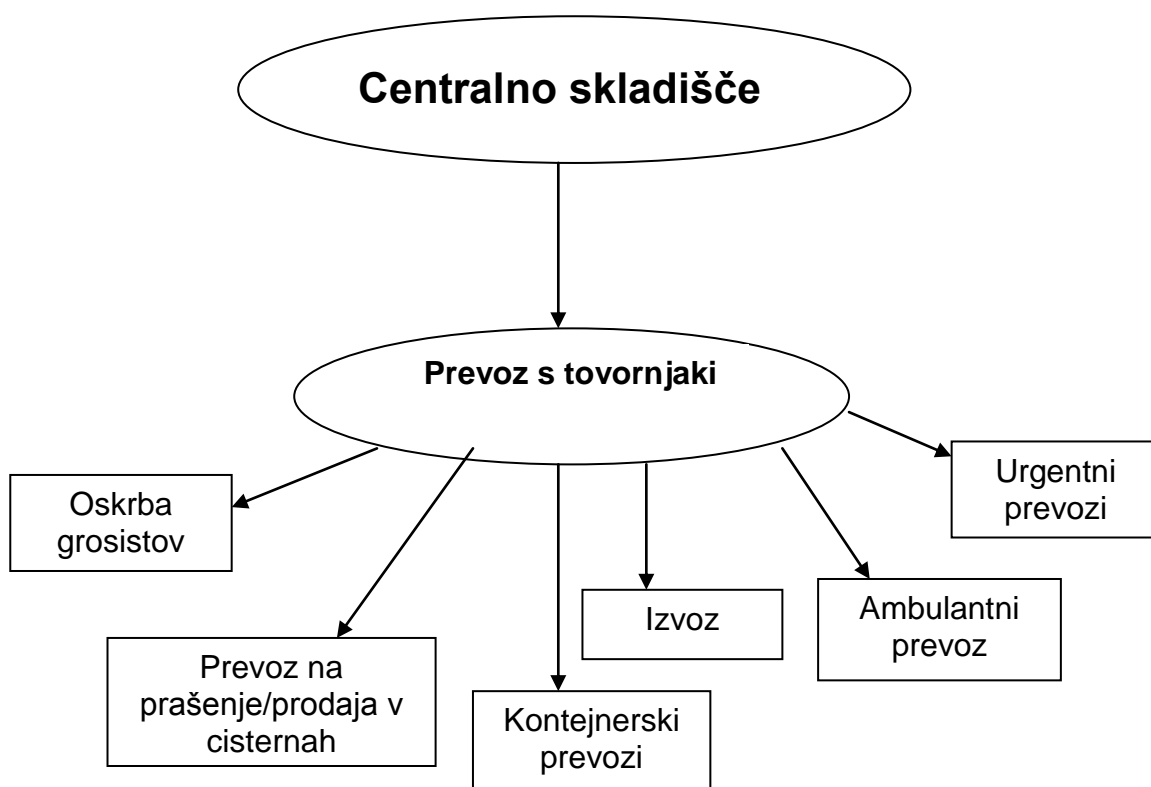 Centralno skladišče
Prevoz s tovornjaki
Oskrba
grosistov
Prevoz na
prašenje/prodaja v
cisternah
Kontejnerski
prevozi
Izvoz
Ambulantni
prevoz
Urgentni
prevozi